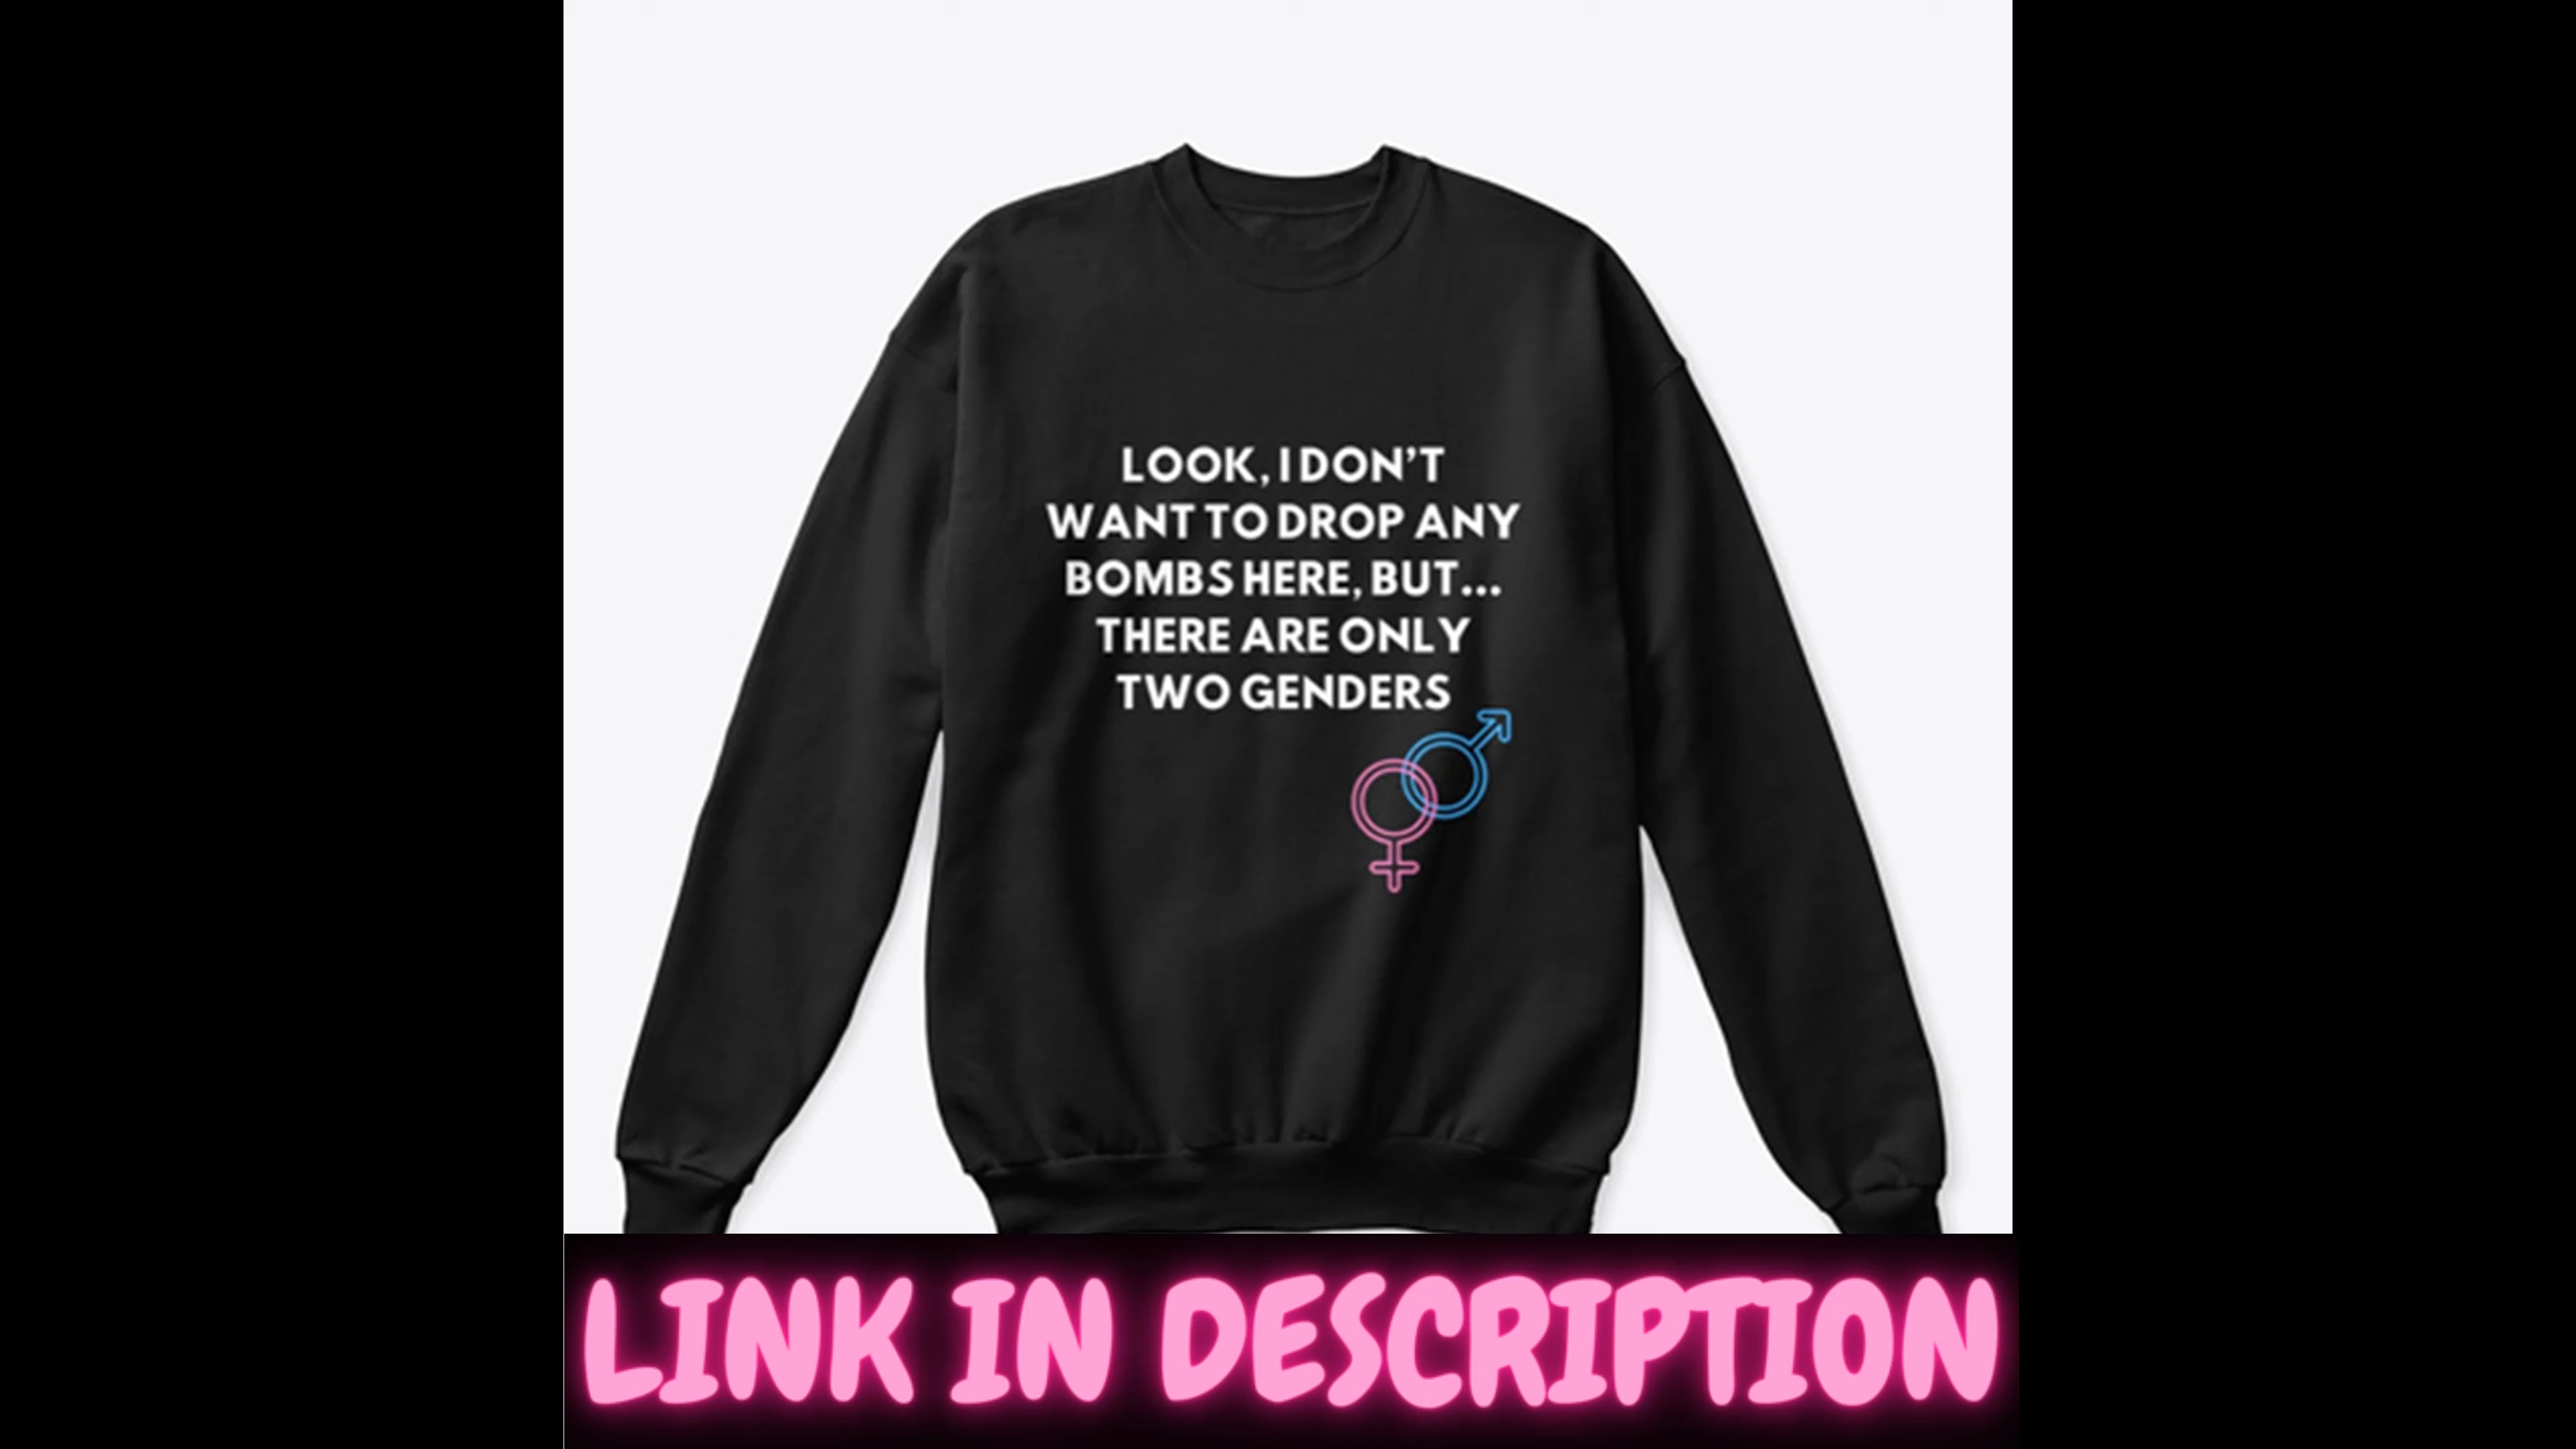 LOOK, I DON’T
WANT TO DROP ANY
BOMBS HERE, BUT...
THERE ARE ONLY
TWO GENDERS
LINK IN DESCRIPTION